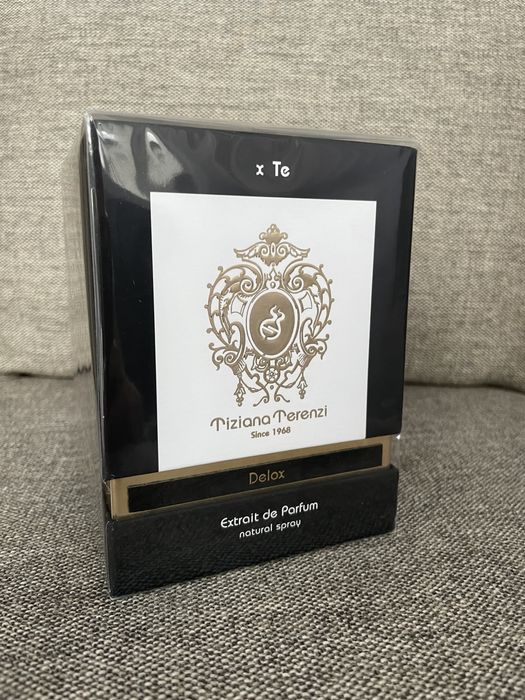 x Te
Tiziana Terenzi
Since 1968
Delox
Extrait de Parfum
natural spray